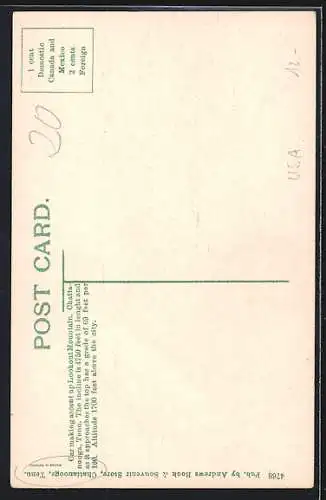 POST CARD.
1 cent
Domestic
Canada and
Mexico
2 cents
Foreign
20
12-
USA
Car making ascent up Lookout Mountain, Chatta-
nooga, Tenn. The incline is 4750 feet in lenght and
as it approaches the top has a grade of 69 feet per
100. Altitude 1700 feet above the city.
4769 Pub. by Andrews Book & Souvenir Store, Chattanooga, Tenn.